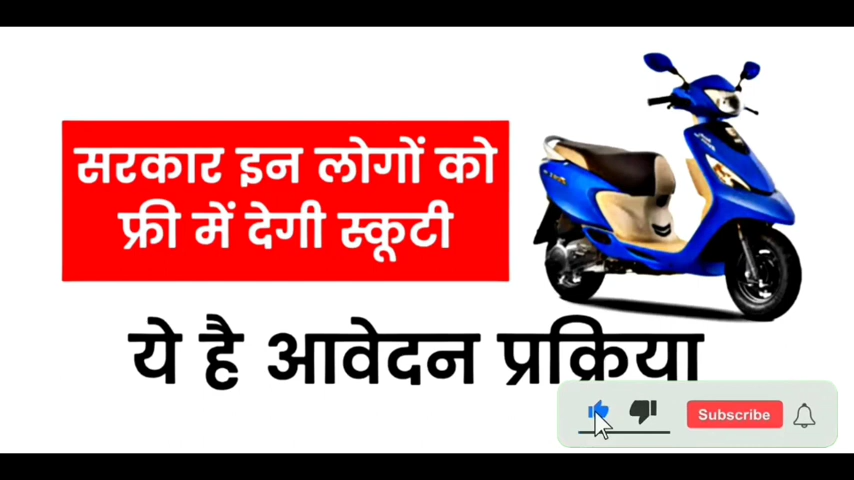 सरकार इन लोगों को
फ्री में देगी स्कूटी
ये है आवेदन प्रक्रिया
Subscribe